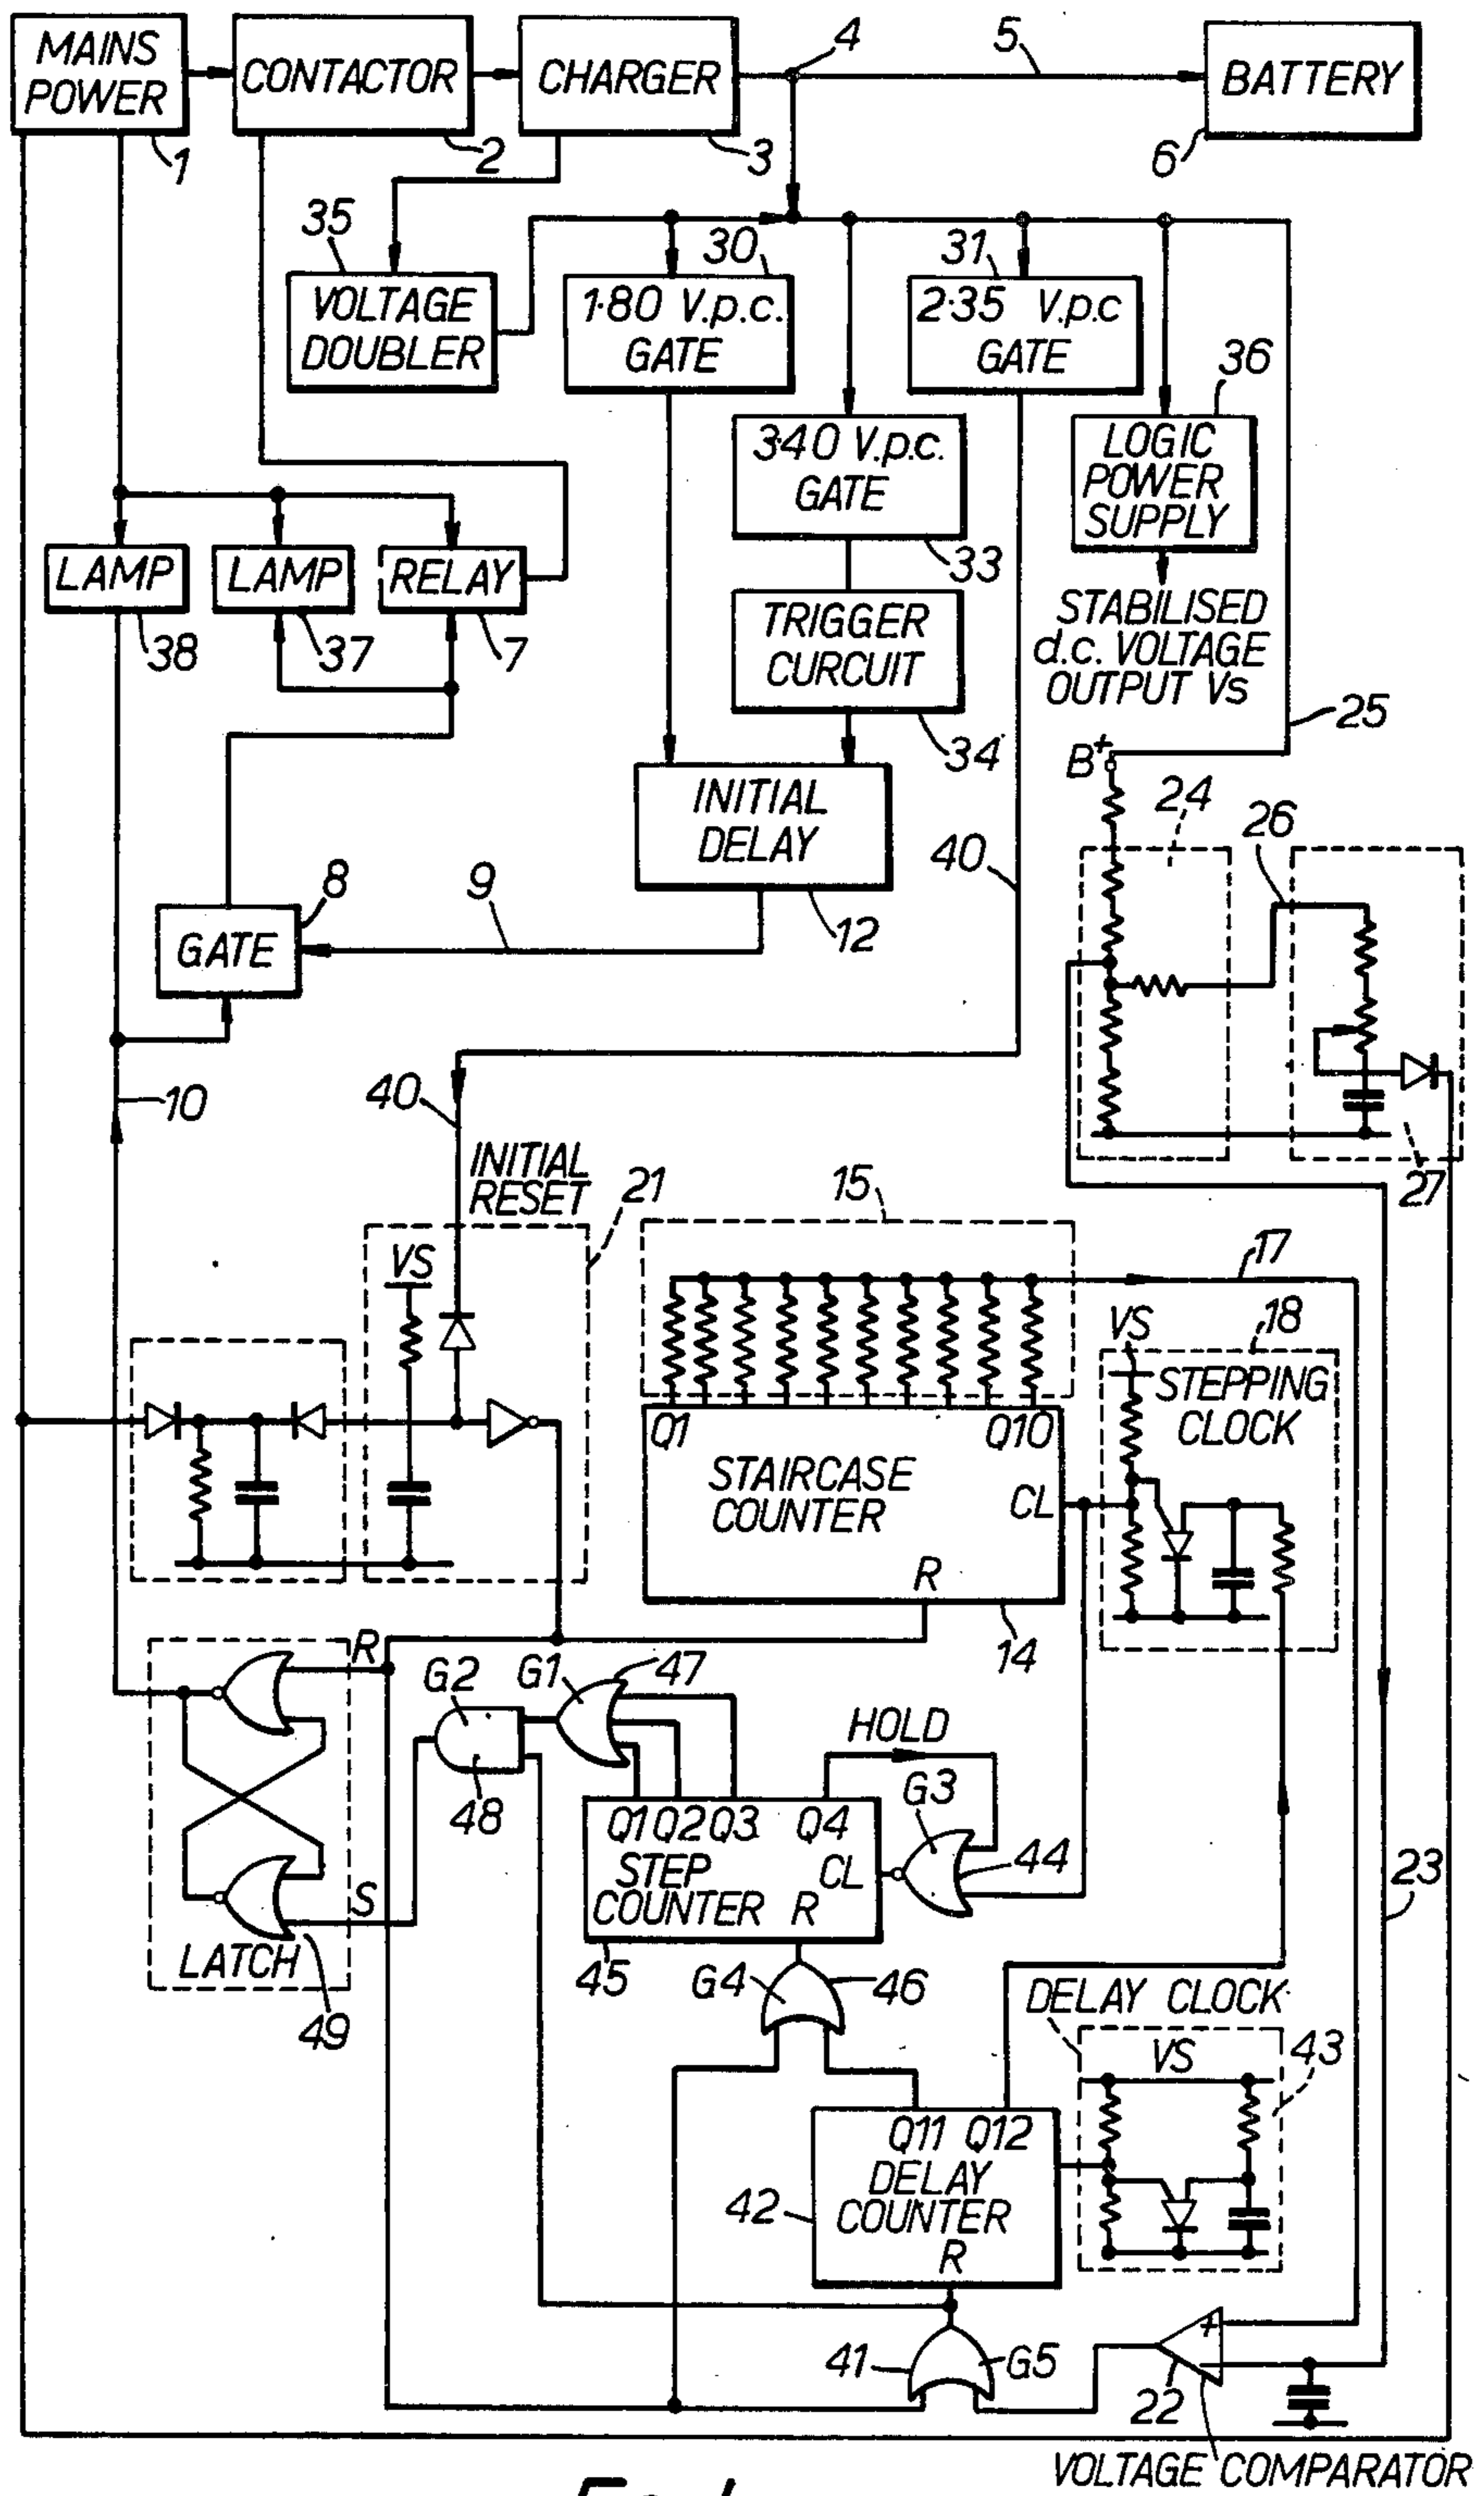 MAINS
POWER
CONTACTOR
CHARGER
4
5
BATTERY
1
2
3
6
35
VOLTAGE
DOUBLER
30
1·80 V.p.c.
GATE
31
2·35 V.p.c
GATE
36
3·40 V.p.c.
GATE
33
LOGIC
POWER
SUPPLY
STABILISED
d.c. VOLTAGE
OUTPUT Vs
LAMP
LAMP
RELAY
38
37
7
TRIGGER
CURCUIT
34
25
B+
INITIAL
DELAY
12
24
26
40
8
GATE
9
10
40
27
INITIAL
RESET
21
VS
15
17
VS
18
STEPPING
CLOCK
Q1
Q10
STAIRCASE
COUNTER
CL
R
14
R
G2
G1
47
HOLD
48
G3
44
Q1 Q2 Q3 Q4
STEP
COUNTER
CL
R
45
S
LATCH
49
G4
46
23
DELAY CLOCK
VS
43
Q11 Q12
DELAY
COUNTER
R
42
41
G5
+
22
VOLTAGE COMPARATOR